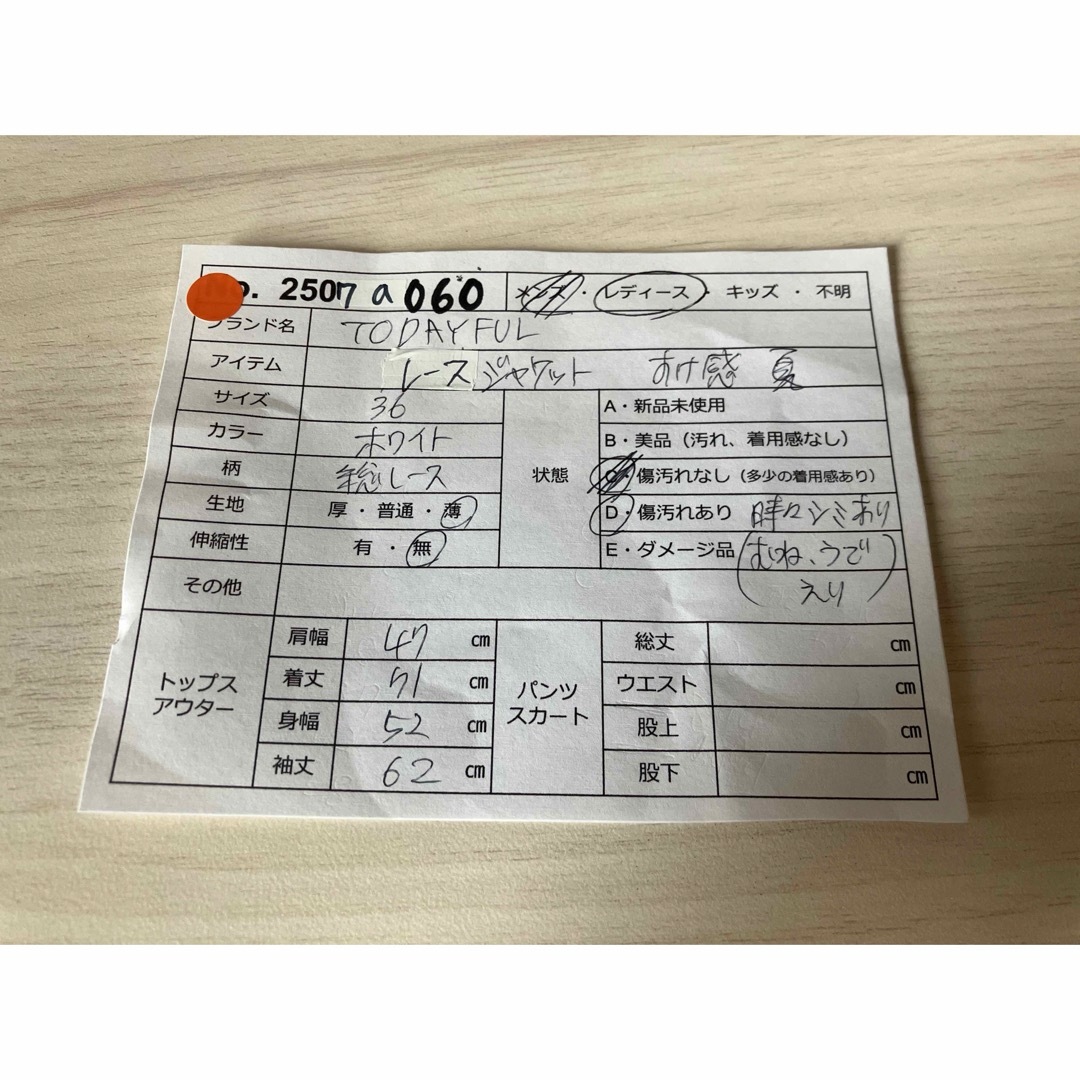 o. 2507 a 060 メンズ ・ レディース ・ キッズ ・ 不明
ブランド名 TODAYFUL
アイテム レースジャケット すけ感 夏
サイズ 36
カラー ホワイト
柄 総レース
生地 厚・普通・薄
伸縮性 有・無
その他
状態
A・新品未使用
B・美品（汚れ、着用感なし）
C・傷汚れなし（多少の着用感あり）
D・傷汚れあり 時々シミあり
E・ダメージ品 (むね、うで
えり)
トップス
アウター
肩幅 47 cm
着丈 71 cm
身幅 52 cm
袖丈 62 cm
パンツ
スカート
総丈 cm
ウエスト cm
股上 cm
股下 cm